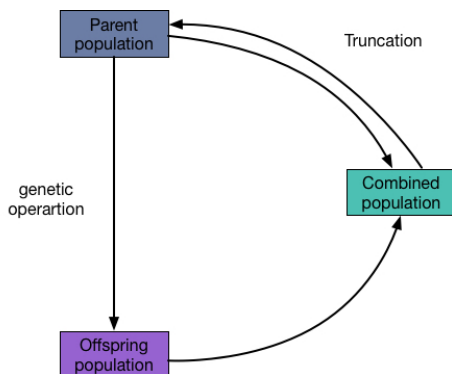 Parent
population
Truncation
Combined
population
genetic
operartion
Offspring
population